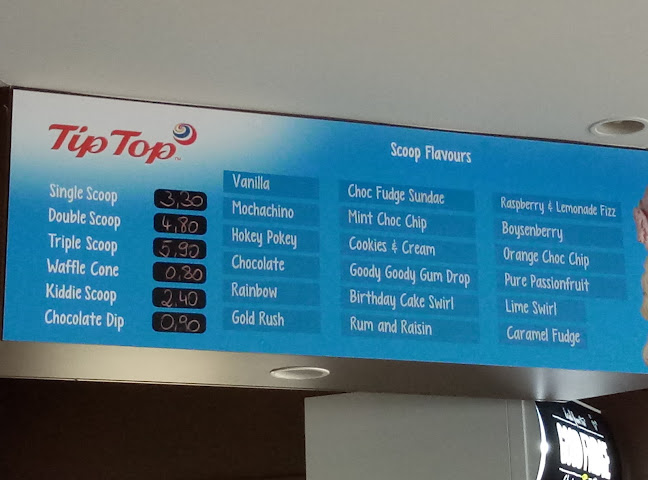 Tip Top™
Scoop Flavours
Single Scoop 3,30
Double Scoop 4,80
Triple Scoop 5,90
Waffle Cone 0,80
Kiddie Scoop 2,40
Chocolate Dip 0,90
Vanilla
Mochachino
Hokey Pokey
Chocolate
Rainbow
Gold Rush
Choc Fudge Sundae
Mint Choc Chip
Cookies & Cream
Goody Goody Gum Drop
Birthday Cake Swirl
Rum and Raisin
Raspberry & Lemonade Fizz
Boysenberry
Orange Choc Chip
Pure Passionfruit
Lime Swirl
Caramel Fudge